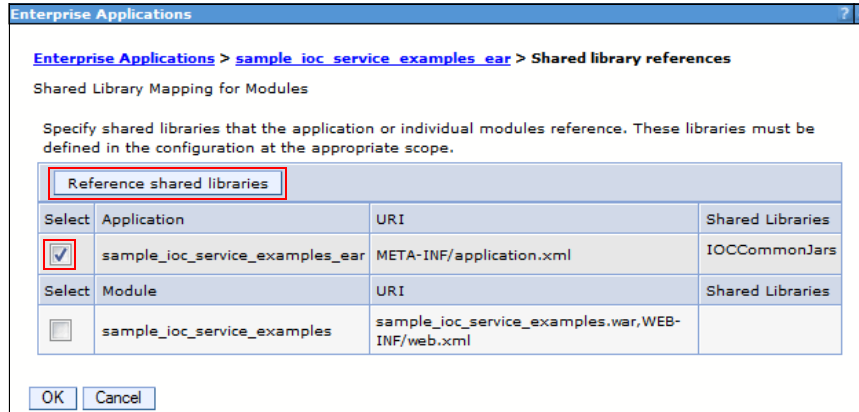 Enterprise Applications ?
Enterprise Applications > sample_ioc_service_examples_ear > Shared library references
Shared Library Mapping for Modules
Specify shared libraries that the application or individual modules reference. These libraries must be
defined in the configuration at the appropriate scope.
Reference shared libraries
Select Application URI Shared Libraries
sample_ioc_service_examples_ear META-INF/application.xml IOCCommonJars
Select Module URI Shared Libraries
sample_ioc_service_examples sample_ioc_service_examples.war,WEB-
INF/web.xml
OK Cancel